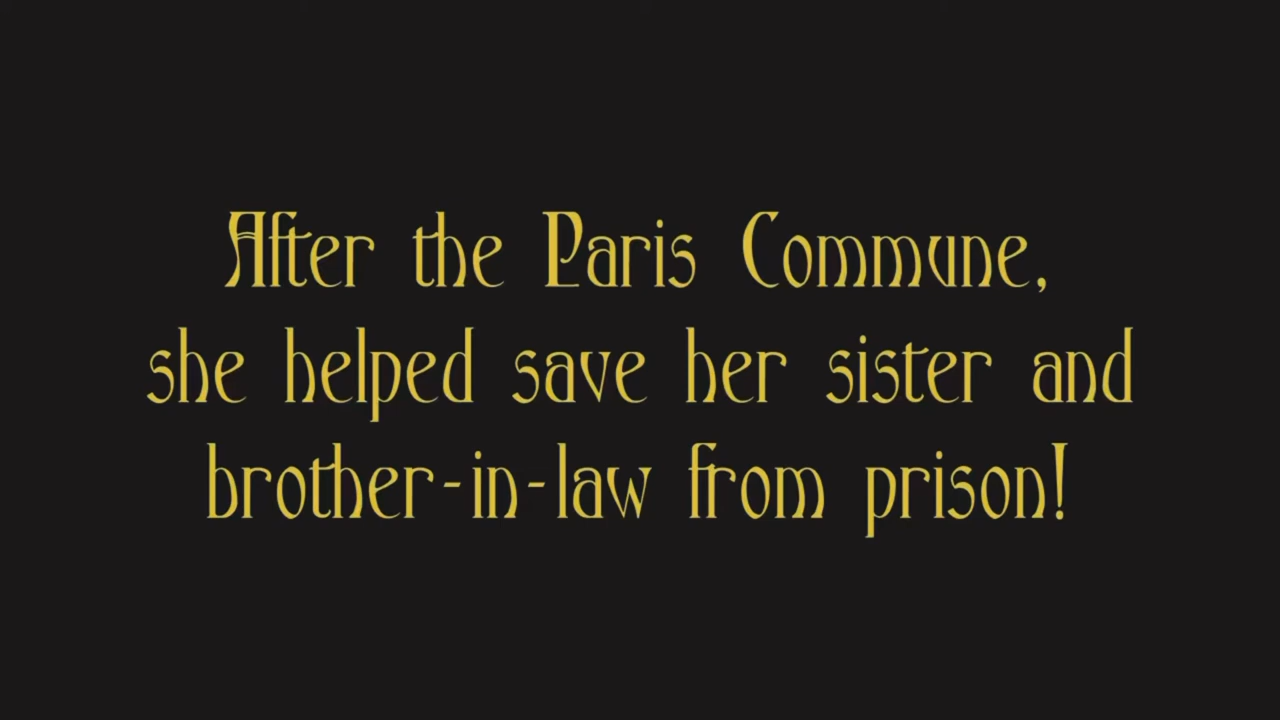 After the Paris Commune,
she helped save her sister and
brother-in-law from prison!